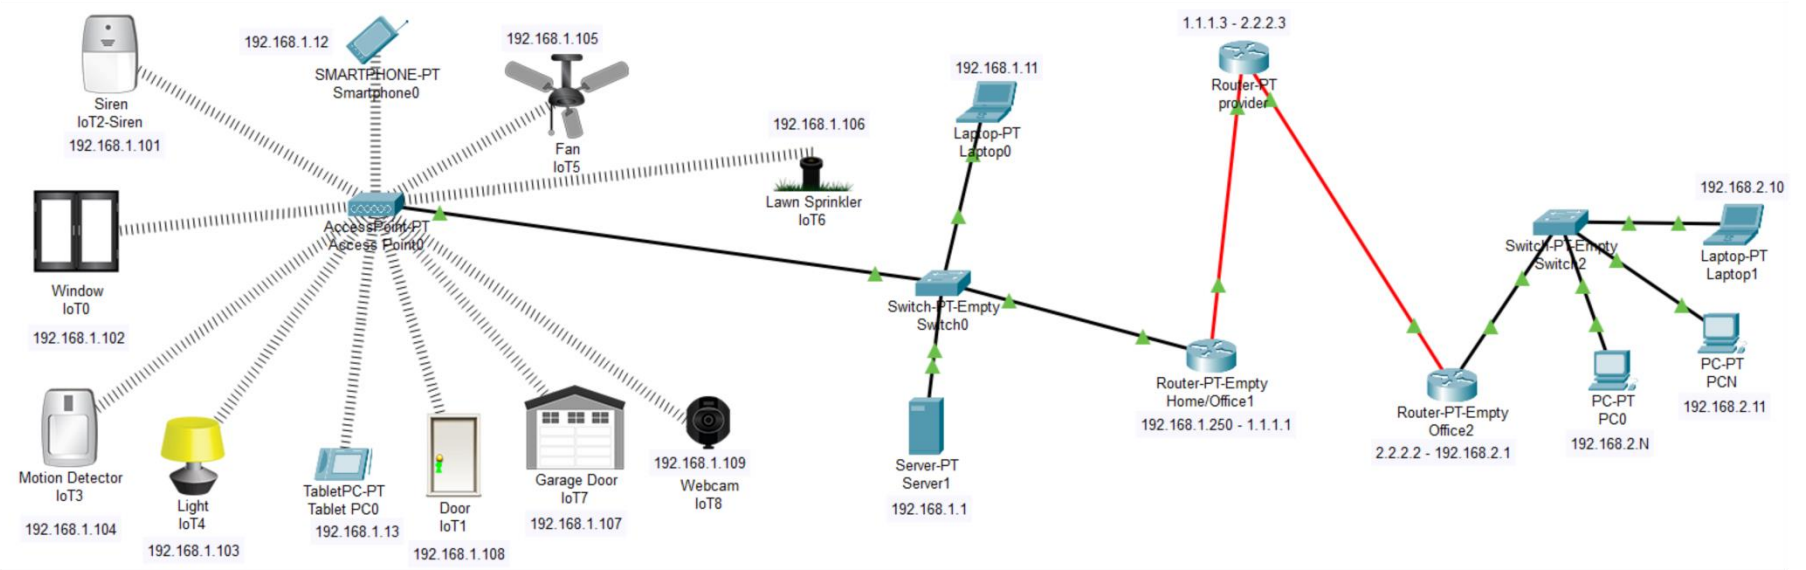 Siren
IoT2-Siren
192.168.1.101
192.168.1.12
SMARTPHONE-PT
Smartphone0
192.168.1.105
Fan
IoT5
192.168.1.106
Lawn Sprinkler
IoT6
AccessPoint-PT
Access Point0
Window
IoT0
192.168.1.102
Motion Detector
IoT3
192.168.1.104
Light
IoT4
192.168.1.103
TabletPC-PT
Tablet PC0
192.168.1.13
Door
IoT1
192.168.1.108
Garage Door
IoT7
192.168.1.107
192.168.1.109
Webcam
IoT8
192.168.1.11
Laptop-PT
Laptop0
Switch-PT-Empty
Switch0
Server-PT
Server1
192.168.1.1
1.1.1.3 - 2.2.2.3
Router-PT
provider
Router-PT-Empty
Home/Office1
192.168.1.250 - 1.1.1.1
Router-PT-Empty
Office2
2.2.2.2 - 192.168.2.1
Switch-PT-Empty
Switch2
192.168.2.10
Laptop-PT
Laptop1
PC-PT
PC0
192.168.2.N
PC-PT
PCN
192.168.2.11